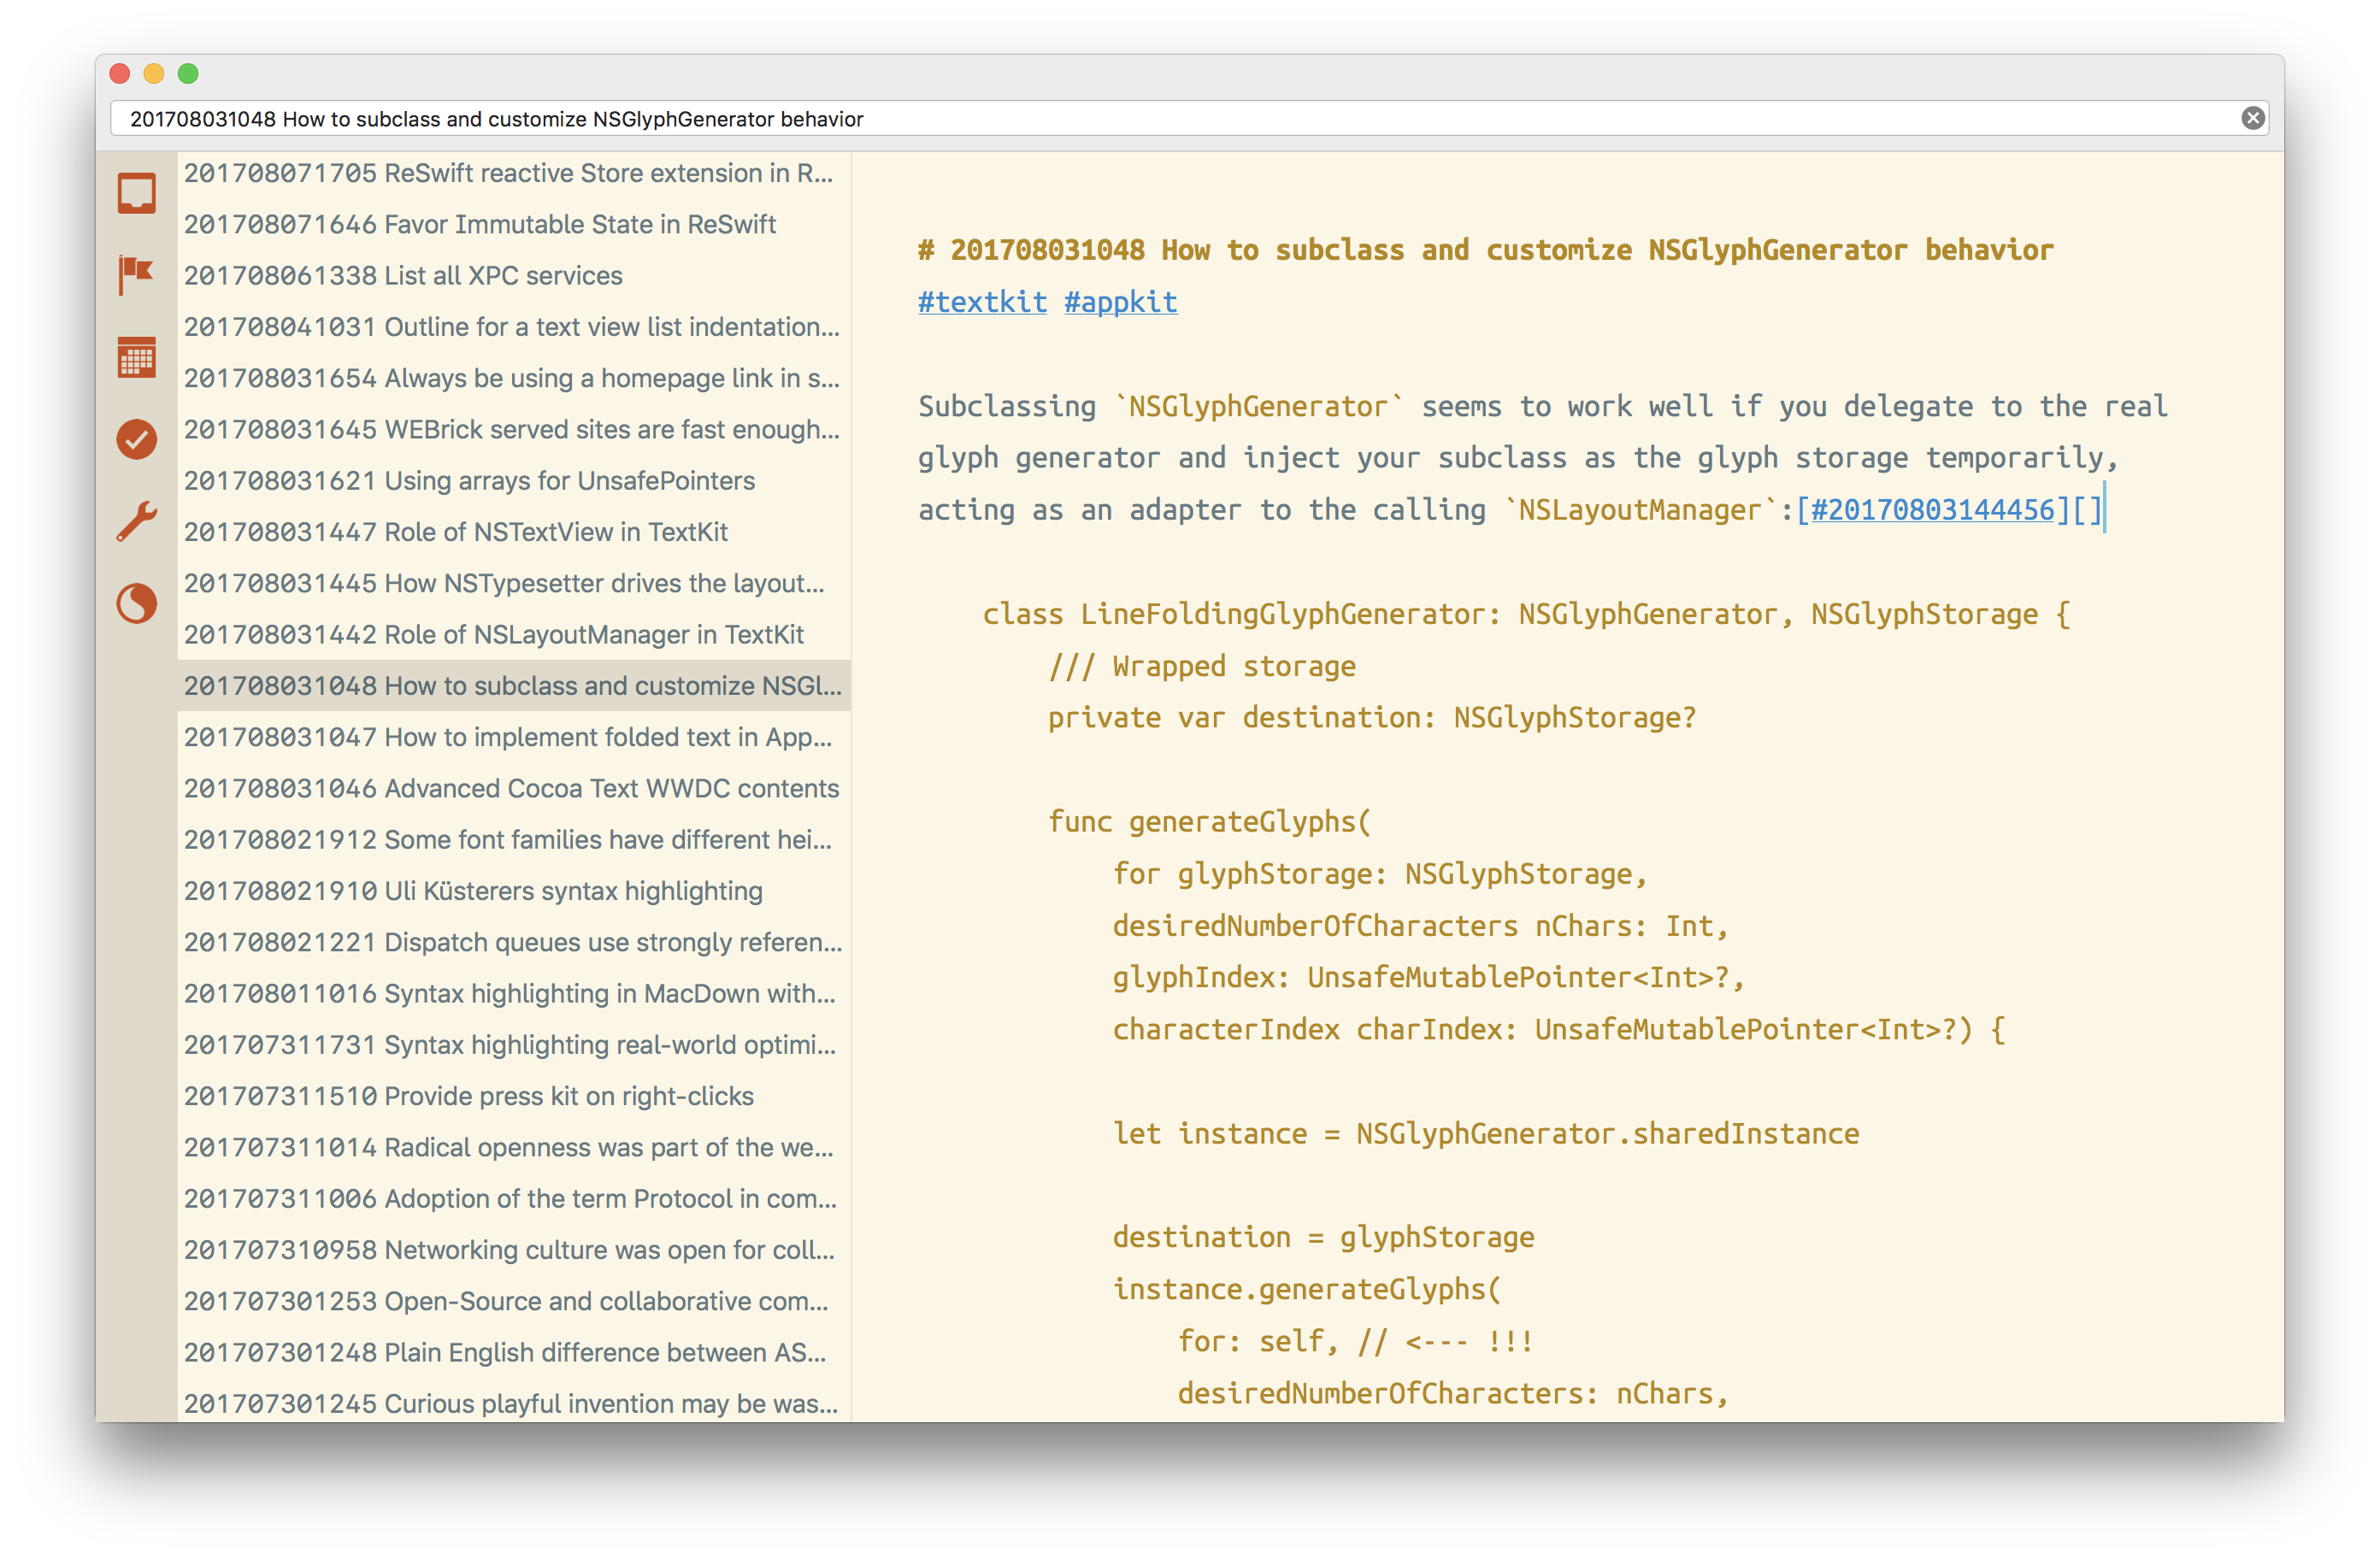 201708031048 How to subclass and customize NSGlyphGenerator behavior
201708071705 ReSwift reactive Store extension in R...
201708071646 Favor Immutable State in ReSwift
201708061338 List all XPC services
201708041031 Outline for a text view list indentation...
201708031654 Always be using a homepage link in s...
201708031645 WEBrick served sites are fast enough...
201708031621 Using arrays for UnsafePointers
201708031447 Role of NSTextView in TextKit
201708031445 How NSTypesetter drives the layout...
201708031442 Role of NSLayoutManager in TextKit
201708031048 How to subclass and customize NSGl...
201708031047 How to implement folded text in App...
201708031046 Advanced Cocoa Text WWDC contents
201708021912 Some font families have different hei...
201708021910 Uli Küsterers syntax highlighting
201708021221 Dispatch queues use strongly referen...
201708011016 Syntax highlighting in MacDown with...
201707311731 Syntax highlighting real-world optimi...
201707311510 Provide press kit on right-clicks
201707311014 Radical openness was part of the we...
201707311006 Adoption of the term Protocol in com...
201707310958 Networking culture was open for coll...
201707301253 Open-Source and collaborative com...
201707301248 Plain English difference between AS...
201707301245 Curious playful invention may be was...
# 201708031048 How to subclass and customize NSGlyphGenerator behavior
#textkit #appkit
Subclassing `NSGlyphGenerator` seems to work well if you delegate to the real
glyph generator and inject your subclass as the glyph storage temporarily,
acting as an adapter to the calling `NSLayoutManager`:[#20170803144456][]
class LineFoldingGlyphGenerator: NSGlyphGenerator, NSGlyphStorage {
/// Wrapped storage
private var destination: NSGlyphStorage?
func generateGlyphs(
for glyphStorage: NSGlyphStorage,
desiredNumberOfCharacters nChars: Int,
glyphIndex: UnsafeMutablePointer<Int>?,
characterIndex charIndex: UnsafeMutablePointer<Int>?) {
let instance = NSGlyphGenerator.sharedInstance
destination = glyphStorage
instance.generateGlyphs(
for: self, // <--- !!!
desiredNumberOfCharacters: nChars,